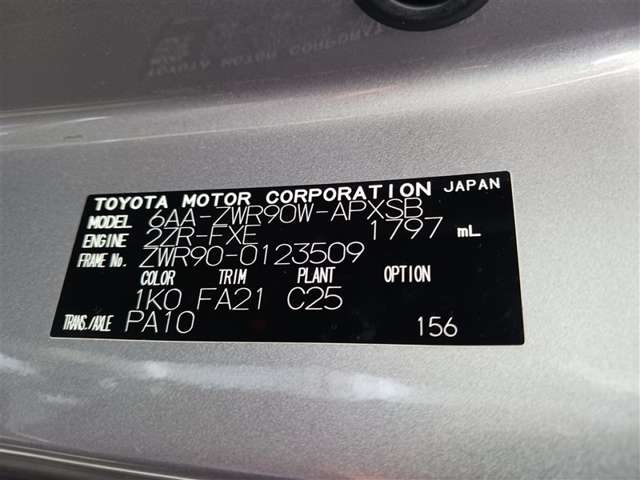 TOYOTA MOTOR CORPORATION JAPAN
MODEL 6AA-ZWR90W-APXSB
ENGINE 2ZR-FXE 1797 mL
FRAME No. ZWR90-0123509
COLOR TRIM PLANT OPTION
1K0 FA21 C25
TRANS./AXLE PA10 156